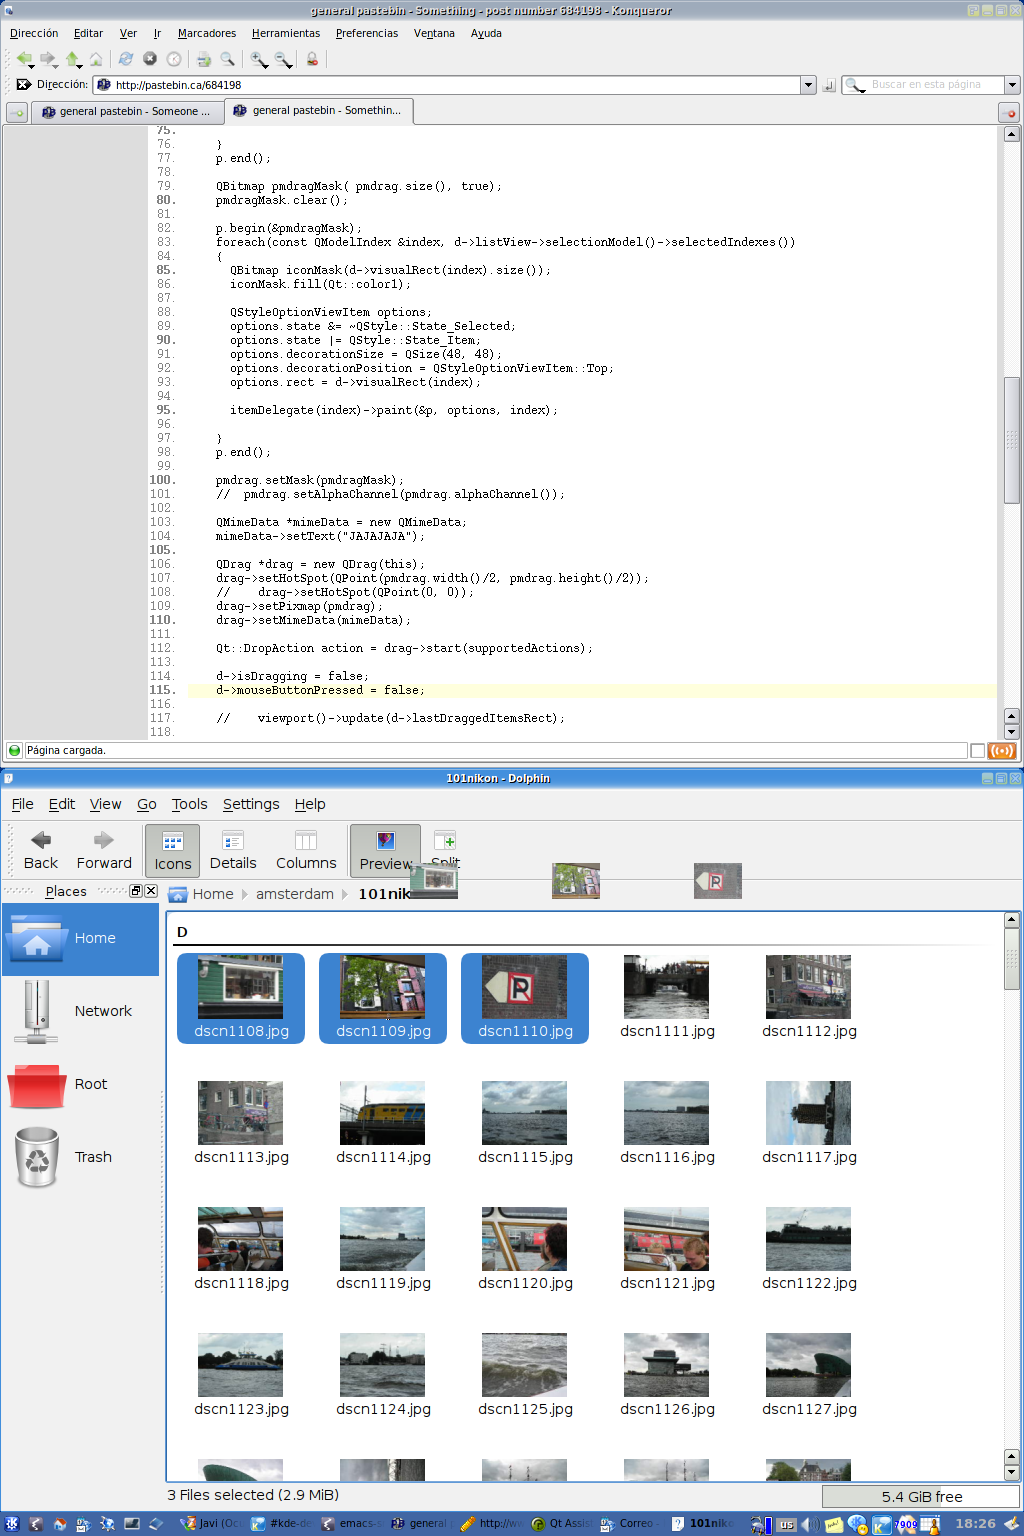 general pastebin - Something - post number 684198 - Konqueror
Dirección Editar Ver Ir Marcadores Herramientas Preferencias Ventana Ayuda
Dirección: http://pastebin.ca/684198 Buscar en esta página
general pastebin - Someone ... general pastebin - Somethin...
75.
76. }
77. p.end();
78.
79. QBitmap pmdragMask( pmdrag.size(), true);
80. pmdragMask.clear();
81.
82. p.begin(&pmdragMask);
83. foreach(const QModelIndex &index, d->listView->selectionModel()->selectedIndexes())
84. {
85. QBitmap iconMask(d->visualRect(index).size());
86. iconMask.fill(Qt::color1);
87.
88. QStyleOptionViewItem options;
89. options.state &= ~QStyle::State_Selected;
90. options.state |= QStyle::State_Item;
91. options.decorationSize = QSize(48, 48);
92. options.decorationPosition = QStyleOptionViewItem::Top;
93. options.rect = d->visualRect(index);
94.
95. itemDelegate(index)->paint(&p, options, index);
96.
97. }
98. p.end();
99.
100. pmdrag.setMask(pmdragMask);
101. // pmdrag.setAlphaChannel(pmdrag.alphaChannel());
102.
103. QMimeData *mimeData = new QMimeData;
104. mimeData->setText("JAJAJAJA");
105.
106. QDrag *drag = new QDrag(this);
107. drag->setHotSpot(QPoint(pmdrag.width()/2, pmdrag.height()/2));
108. // drag->setHotSpot(QPoint(0, 0));
109. drag->setPixmap(pmdrag);
110. drag->setMimeData(mimeData);
111.
112. Qt::DropAction action = drag->start(supportedActions);
113.
114. d->isDragging = false;
115. d->mouseButtonPressed = false;
116.
117. // viewport()->update(d->lastDraggedItemsRect);
118.
Página cargada.
101nikon - Dolphin
File Edit View Go Tools Settings Help
Back Forward Icons Details Columns Preview Split
Places Home amsterdam 101nik
D
Home
Network
Root
Trash
dscn1108.jpg dscn1109.jpg dscn1110.jpg dscn1111.jpg dscn1112.jpg
dscn1113.jpg dscn1114.jpg dscn1115.jpg dscn1116.jpg dscn1117.jpg
dscn1118.jpg dscn1119.jpg dscn1120.jpg dscn1121.jpg dscn1122.jpg
dscn1123.jpg dscn1124.jpg dscn1125.jpg dscn1126.jpg dscn1127.jpg
3 Files selected (2.9 MiB) 5.4 GiB free
Javi (Oc #kde-de emacs-s general http://w Qt Assis Correo - 101nik us 7909 18:26